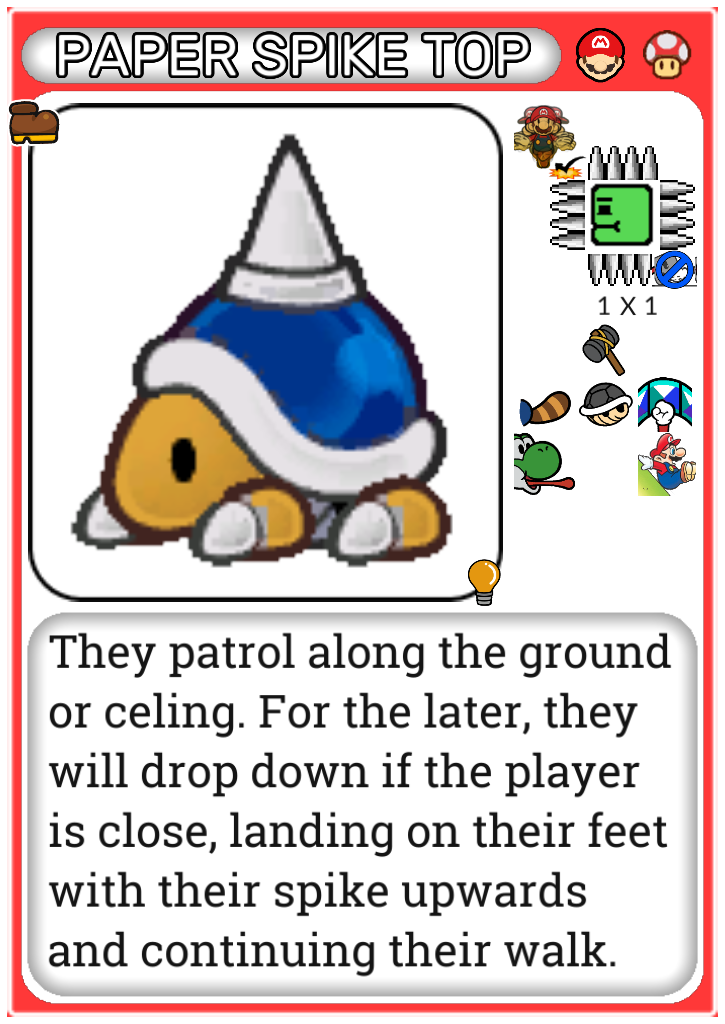 PAPER SPIKE TOP
1 X 1
They patrol along the ground
or celing. For the later, they
will drop down if the player
is close, landing on their feet
with their spike upwards
and continuing their walk.